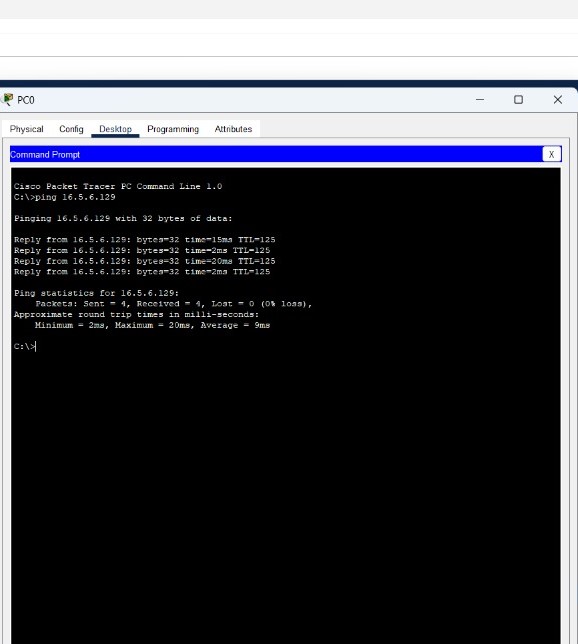 PC0
Physical Config Desktop Programming Attributes
Command Prompt X
Cisco Packet Tracer PC Command Line 1.0
C:\>ping 16.5.6.129
Pinging 16.5.6.129 with 32 bytes of data:
Reply from 16.5.6.129: bytes=32 time=15ms TTL=125
Reply from 16.5.6.129: bytes=32 time=2ms TTL=125
Reply from 16.5.6.129: bytes=32 time=20ms TTL=125
Reply from 16.5.6.129: bytes=32 time=2ms TTL=125
Ping statistics for 16.5.6.129:
Packets: Sent = 4, Received = 4, Lost = 0 (0% loss),
Approximate round trip times in milli-seconds:
Minimum = 2ms, Maximum = 20ms, Average = 9ms
C:\>